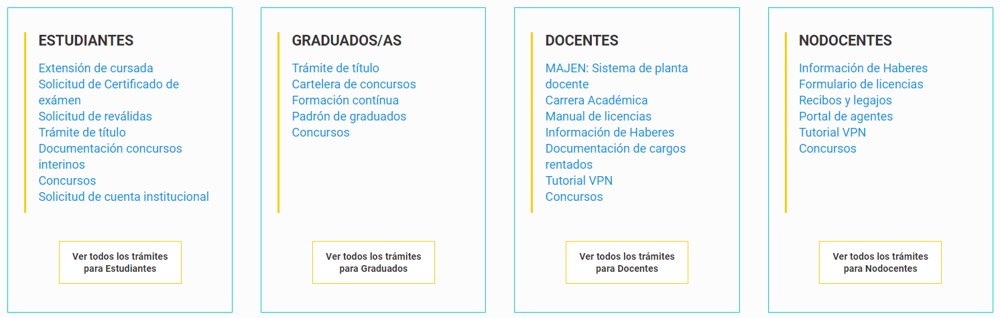 ESTUDIANTES
Extensión de cursada
Solicitud de Certificado de
exámen
Solicitud de reválidas
Trámite de título
Documentación concursos
interinos
Concursos
Solicitud de cuenta institucional
Ver todos los trámites
para Estudiantes
GRADUADOS/AS
Trámite de título
Cartelera de concursos
Formación contínua
Padrón de graduados
Concursos
Ver todos los trámites
para Graduados
DOCENTES
MAJEN: Sistema de planta
docente
Carrera Académica
Manual de licencias
Información de Haberes
Documentación de cargos
rentados
Tutorial VPN
Concursos
Ver todos los trámites
para Docentes
NODOCENTES
Información de Haberes
Formulario de licencias
Recibos y legajos
Portal de agentes
Tutorial VPN
Concursos
Ver todos los trámites
para Nodocentes